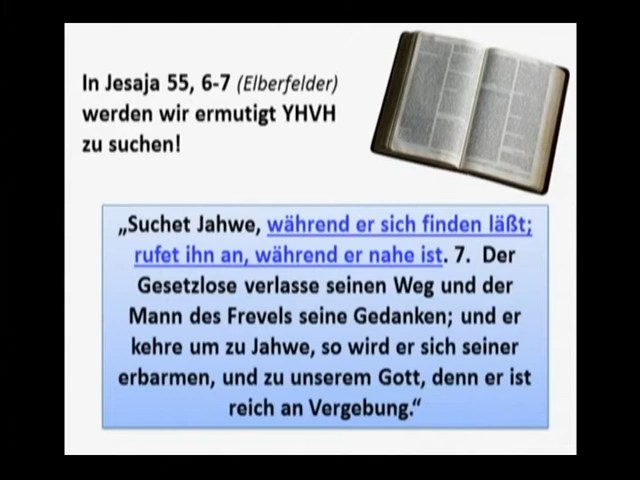 In Jesaja 55, 6-7 (Elberfelder)
werden wir ermutigt YHVH
zu suchen!
„Suchet Jahwe, während er sich finden läßt;
rufet ihn an, während er nahe ist. 7. Der
Gesetzlose verlasse seinen Weg und der
Mann des Frevels seine Gedanken; und er
kehre um zu Jahwe, so wird er sich seiner
erbarmen, und zu unserem Gott, denn er ist
reich an Vergebung.“